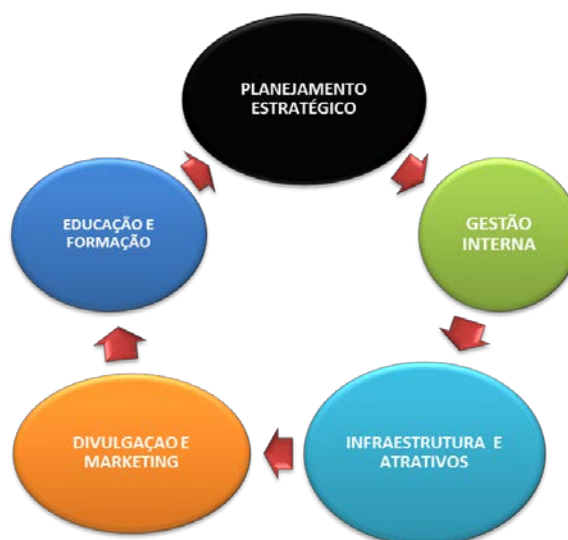 PLANEJAMENTO
ESTRATÉGICO
GESTÃO
INTERNA
INFRAESTRUTURA E
ATRATIVOS
DIVULGAÇAO E
MARKETING
EDUCAÇÃO E
FORMAÇÃO